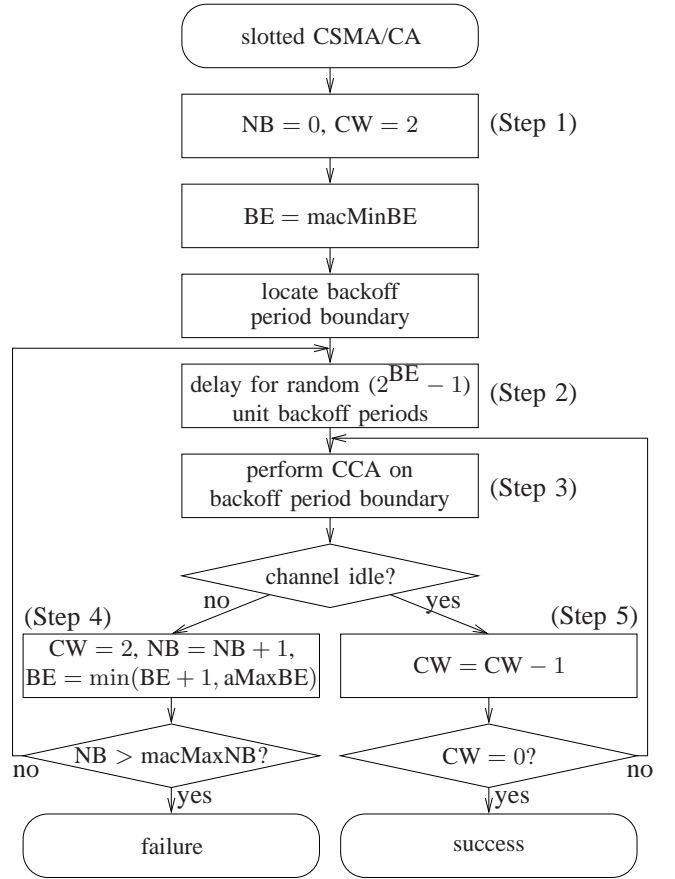 slotted CSMA/CA
NB = 0, CW = 2
(Step 1)
BE = macMinBE
locate backoff
period boundary
delay for random (2^BE − 1)
unit backoff periods
(Step 2)
perform CCA on
backoff period boundary
(Step 3)
channel idle?
no
yes
(Step 4)
CW = 2, NB = NB + 1,
BE = min(BE + 1, aMaxBE)
(Step 5)
CW = CW − 1
NB > macMaxNB?
no
yes
CW = 0?
no
yes
failure
success